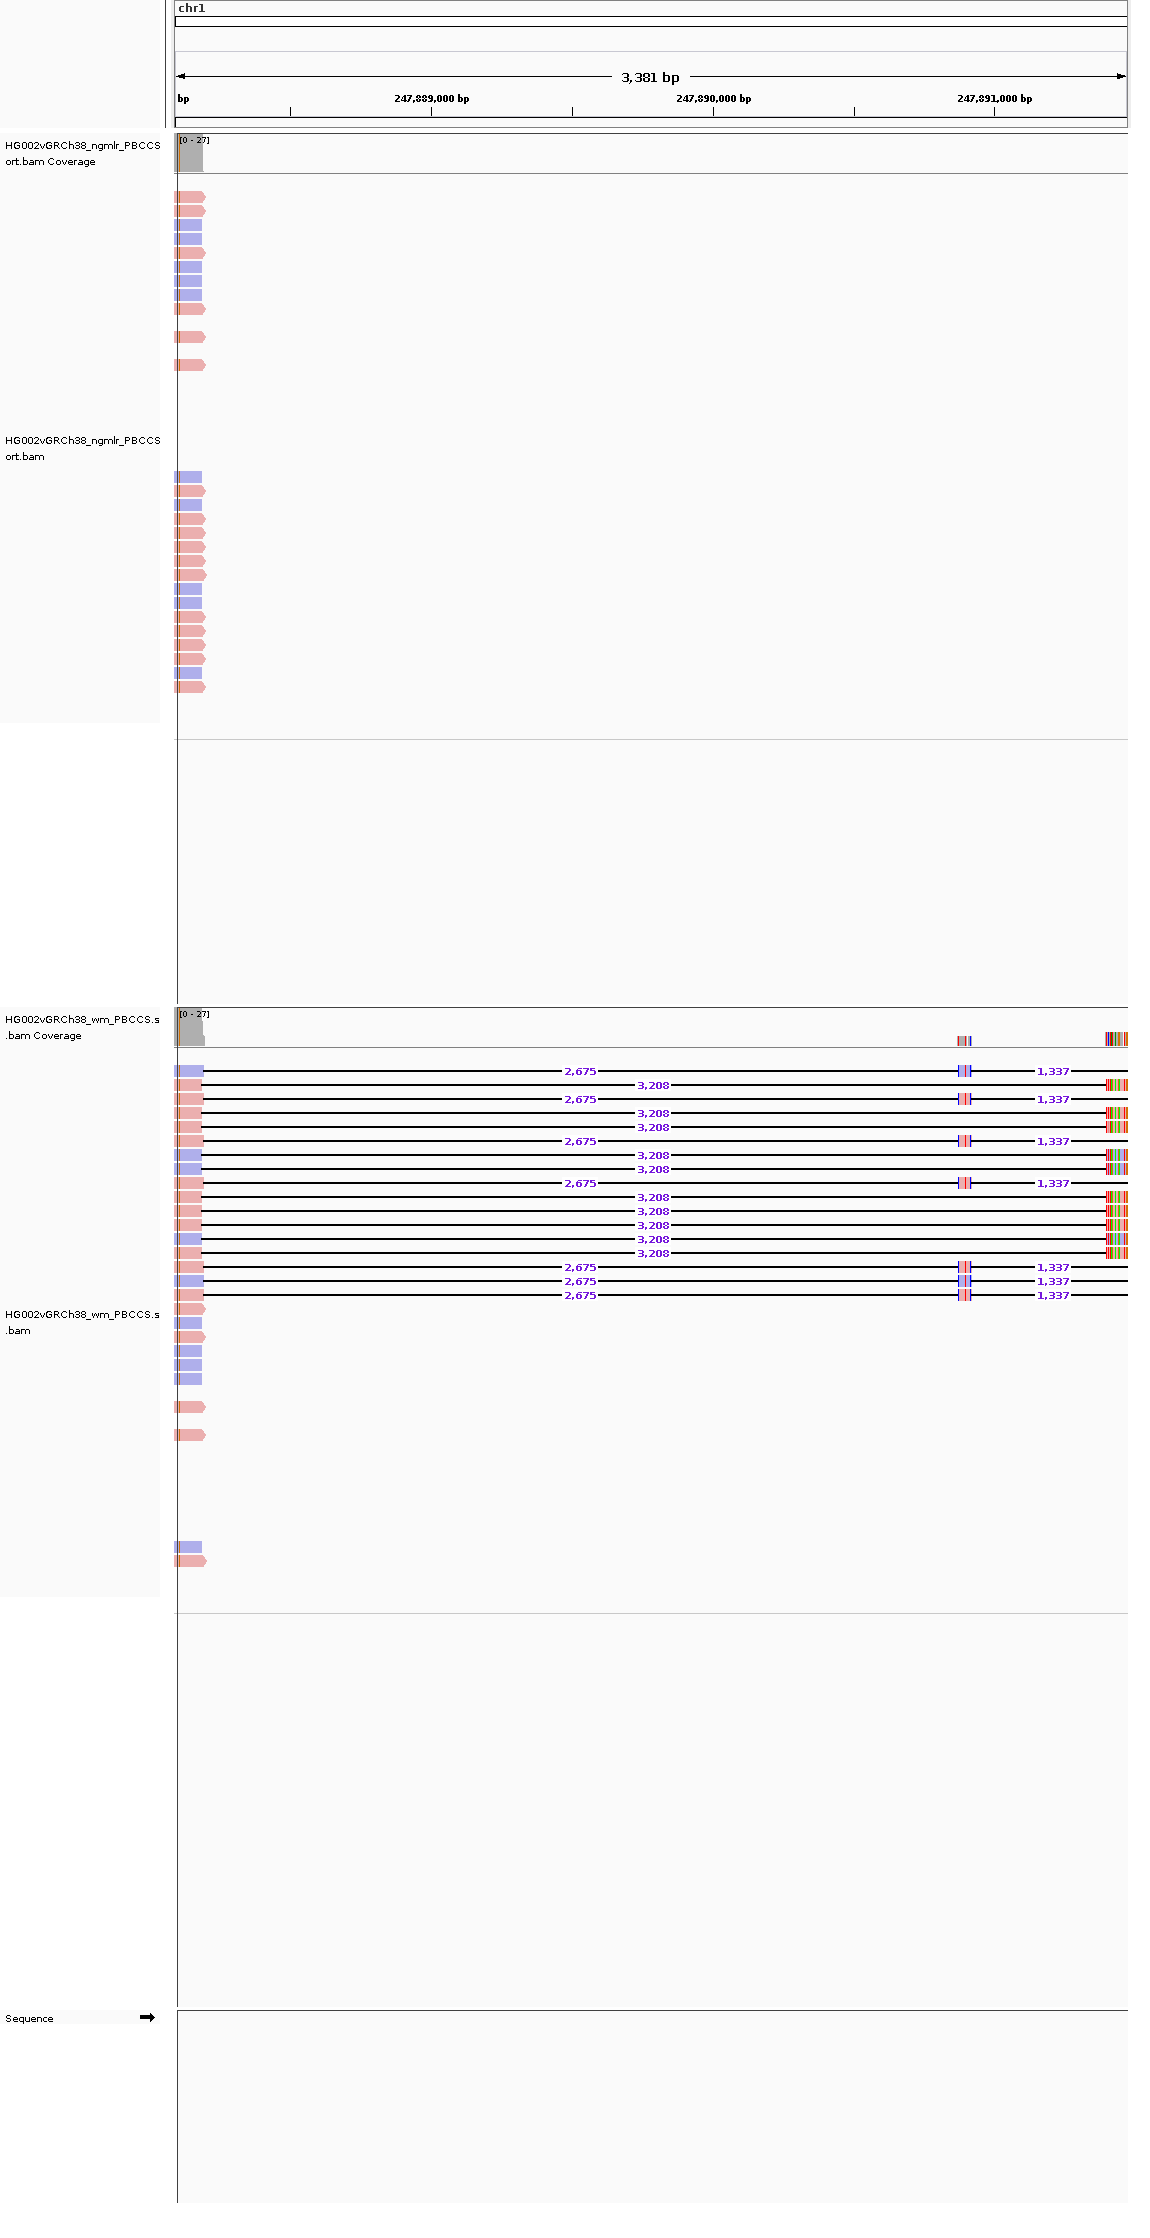 chr1
3,381 bp
bp 247,889,000 bp 247,890,000 bp 247,891,000 bp
HG002vGRCh38_ngmlr_PBCCS
ort.bam Coverage
[0 - 27]
HG002vGRCh38_ngmlr_PBCCS
ort.bam
HG002vGRCh38_wm_PBCCS.s
.bam Coverage
[0 - 27]
2,675 1,337
3,208
2,675 1,337
3,208
3,208
2,675 1,337
3,208
3,208
2,675 1,337
3,208
3,208
3,208
3,208
3,208
2,675 1,337
2,675 1,337
2,675 1,337
HG002vGRCh38_wm_PBCCS.s
.bam
Sequence